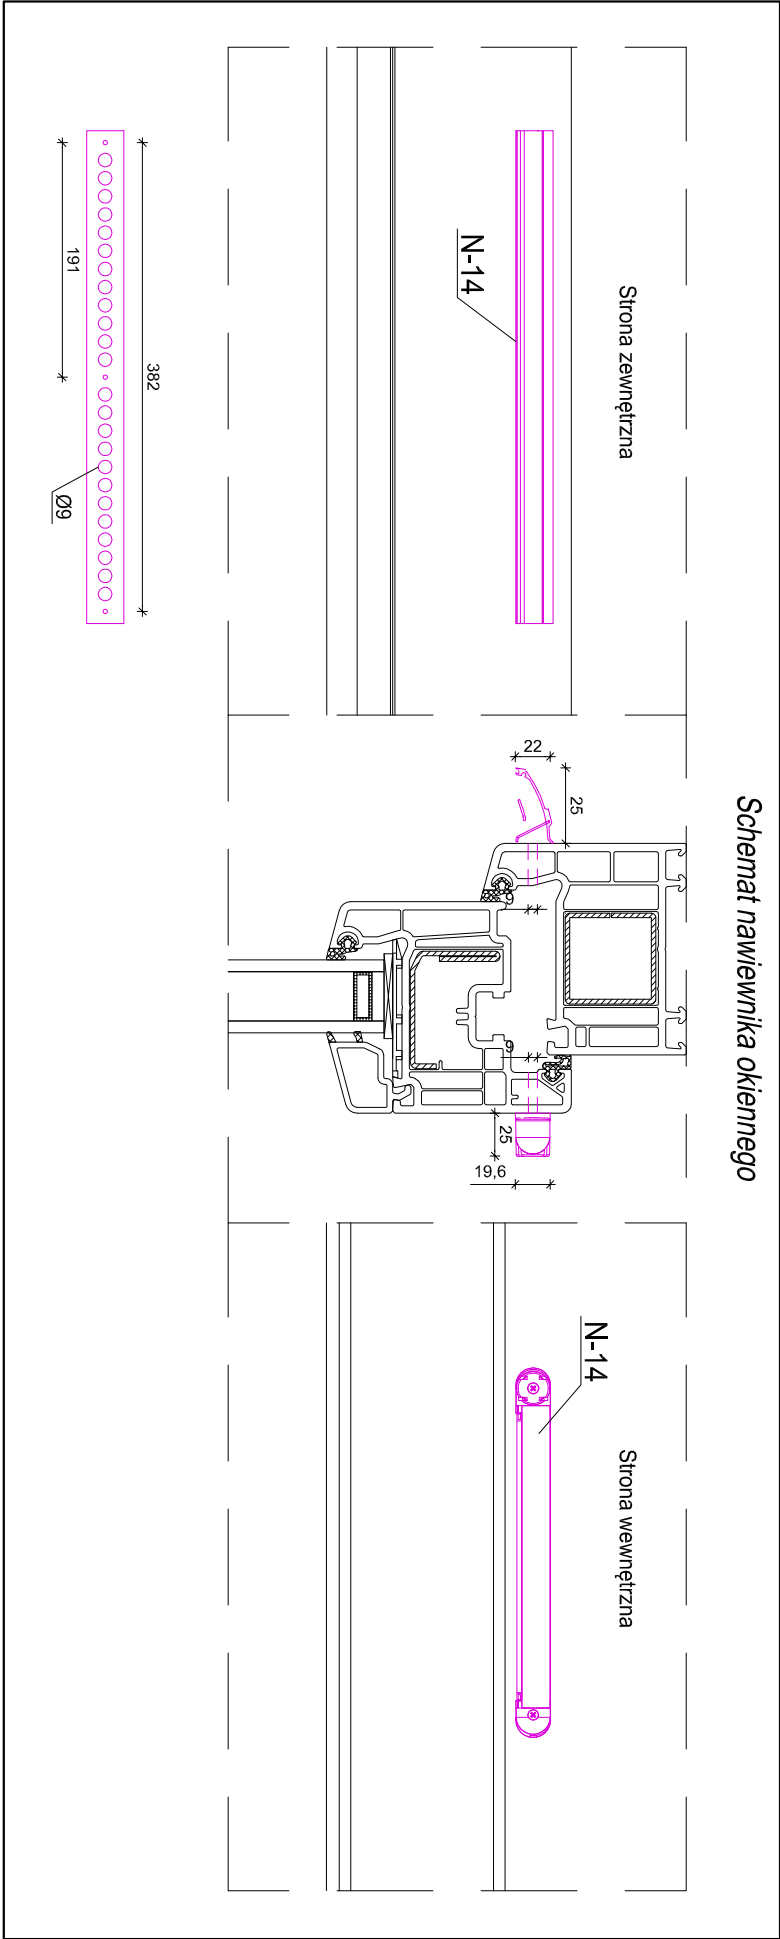 Schemat nawiewnika okiennego
Strona zewnętrzna
N-14
382
191
Ø9
22
25
9
9
25
19,6
Strona wewnętrzna
N-14